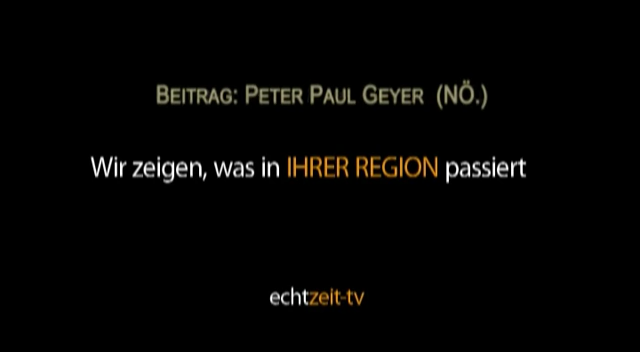 BEITRAG: PETER PAUL GEYER (NÖ.)
Wir zeigen, was in IHRER REGION passiert
echtzeit-tv